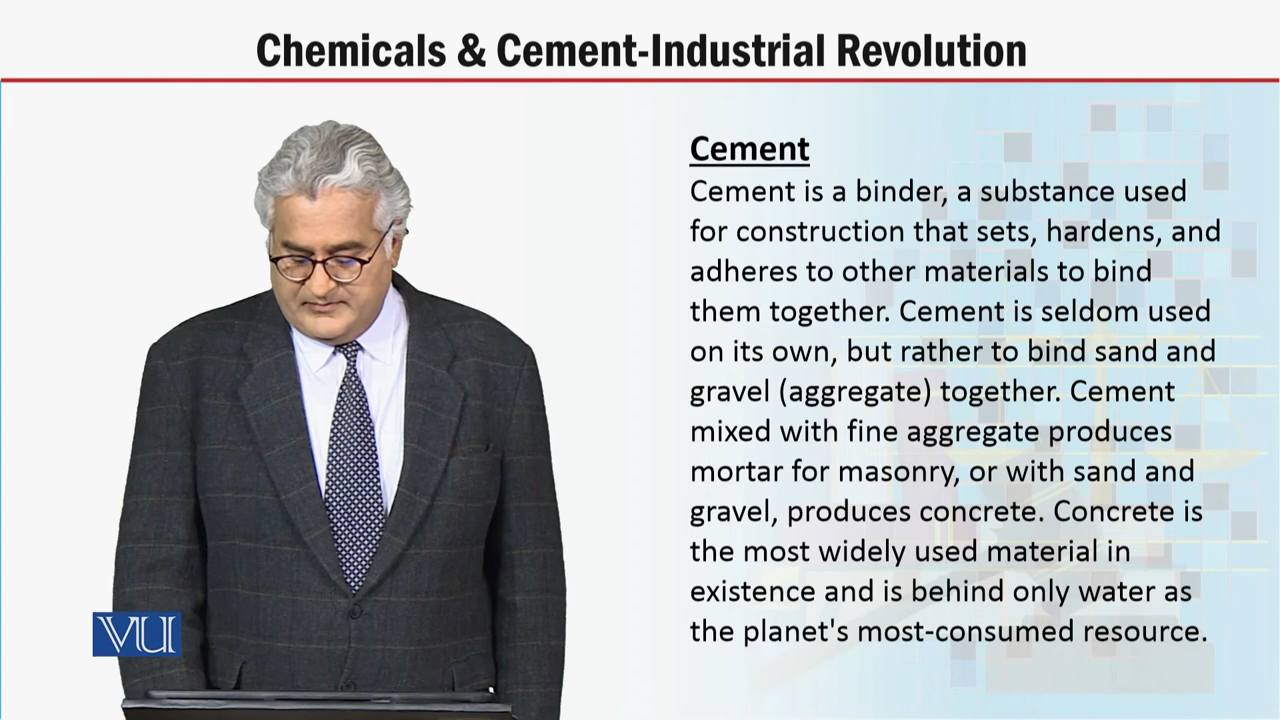 Chemicals & Cement-Industrial Revolution
Cement
Cement is a binder, a substance used
for construction that sets, hardens, and
adheres to other materials to bind
them together. Cement is seldom used
on its own, but rather to bind sand and
gravel (aggregate) together. Cement
mixed with fine aggregate produces
mortar for masonry, or with sand and
gravel, produces concrete. Concrete is
the most widely used material in
existence and is behind only water as
the planet's most-consumed resource.
VU